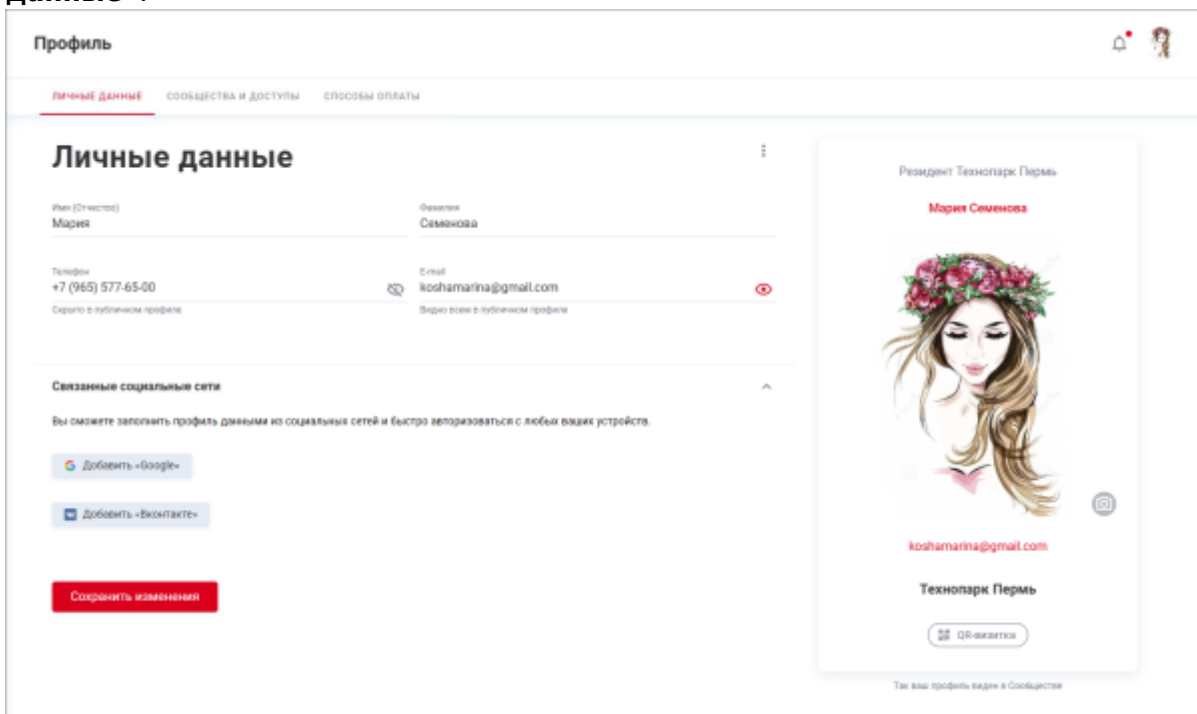 данные".
Профиль
ЛИЧНЫЕ ДАННЫЕ СООБЩЕСТВА И ДОСТУПЫ СПОСОБЫ ОПЛАТЫ
Личные данные
Имя (Отчество) Фамилия
Мария Семенова
Телефон E-mail
+7 (965) 577-65-00 koshamarina@gmail.com
Скрыто в публичном профиле Видно всем в публичном профиле
Связанные социальные сети
Вы сможете заполнить профиль данными из социальных сетей и быстро авторизоваться с любых ваших устройств.
Добавить «Google»
Добавить «Вконтакте»
Сохранить изменения
Резидент Технопарк Пермь
Мария Семенова
koshamarina@gmail.com
Технопарк Пермь
QR-визитка
Так ваш профиль виден в Сообществе